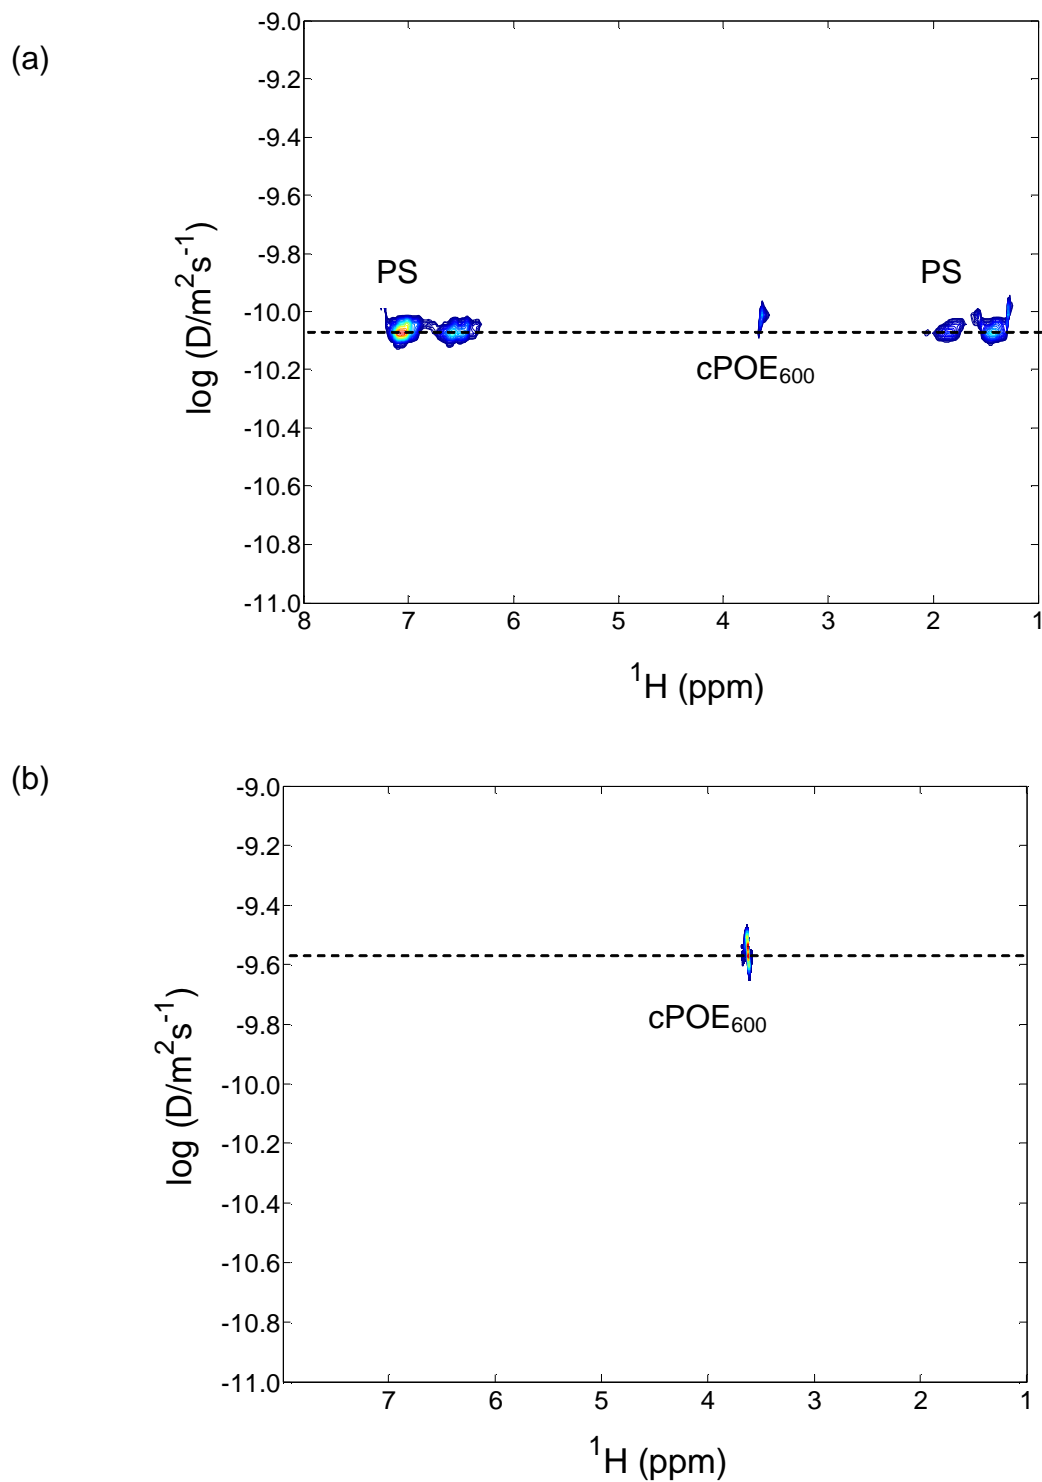 (a)
-9.0
-9.2
-9.4
-9.6
-9.8
-10.0
-10.2
-10.4
-10.6
-10.8
-11.0
log (D/m²s⁻¹)
PS
PS
cPOE₆₀₀
8 7 6 5 4 3 2 1
¹H (ppm)
(b)
-9.0
-9.2
-9.4
-9.6
-9.8
-10.0
-10.2
-10.4
-10.6
-10.8
-11.0
log (D/m²s⁻¹)
cPOE₆₀₀
7 6 5 4 3 2 1
¹H (ppm)